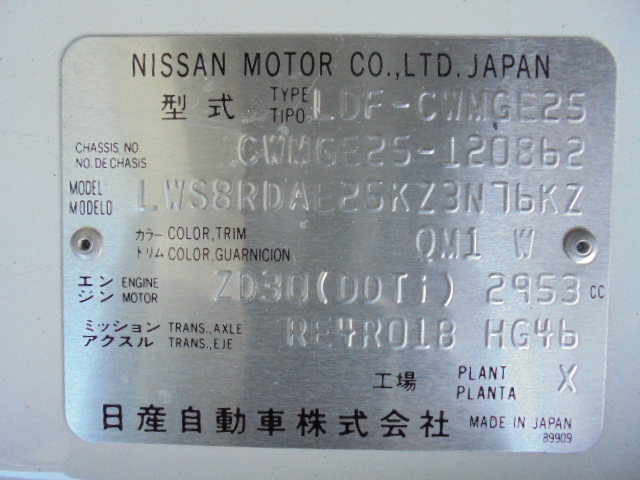 NISSAN MOTOR CO.,LTD. JAPAN
型式 TYPE TIPO LDF-CWMGE25
CHASSIS NO. NO. DE CHASIS CWMGE25-120862
MODEL MODELO LWS8RDAE25KZ3N76KZ
カラー COLOR,TRIM QM1 W
トリム COLOR,GUARNICION
エンジン ENGINE MOTOR ZD30(DDTi) 2953 CC
ミッション TRANS.,AXLE RE4R01B HG46
アクスル TRANS.,EJE
工場 PLANT PLANTA X
日産自動車株式会社 MADE IN JAPAN
89909